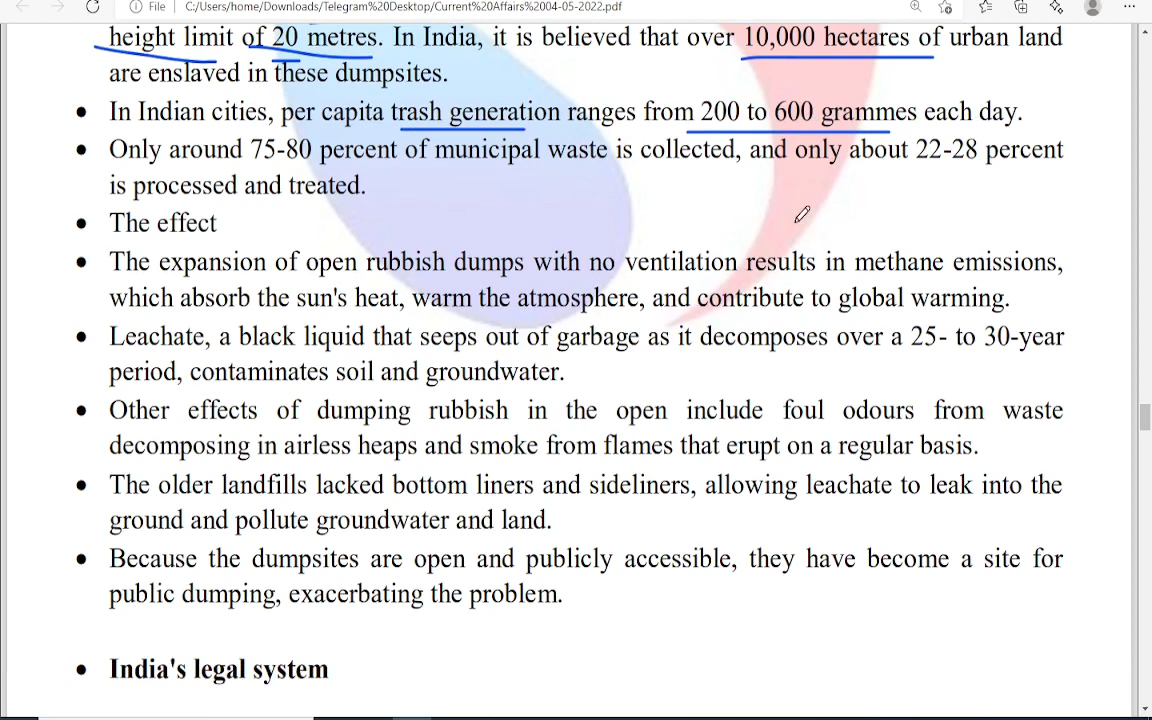 File
C:/Users/home/Downloads/Telegram%20Desktop/Current%20Affairs%2004-05-2022.pdf
height limit of 20 metres. In India, it is believed that over 10,000 hectares of urban land
are enslaved in these dumpsites.
• In Indian cities, per capita trash generation ranges from 200 to 600 grammes each day.
• Only around 75-80 percent of municipal waste is collected, and only about 22-28 percent
is processed and treated.
• The effect
• The expansion of open rubbish dumps with no ventilation results in methane emissions,
which absorb the sun's heat, warm the atmosphere, and contribute to global warming.
• Leachate, a black liquid that seeps out of garbage as it decomposes over a 25- to 30-year
period, contaminates soil and groundwater.
• Other effects of dumping rubbish in the open include foul odours from waste
decomposing in airless heaps and smoke from flames that erupt on a regular basis.
• The older landfills lacked bottom liners and sideliners, allowing leachate to leak into the
ground and pollute groundwater and land.
• Because the dumpsites are open and publicly accessible, they have become a site for
public dumping, exacerbating the problem.
• India's legal system